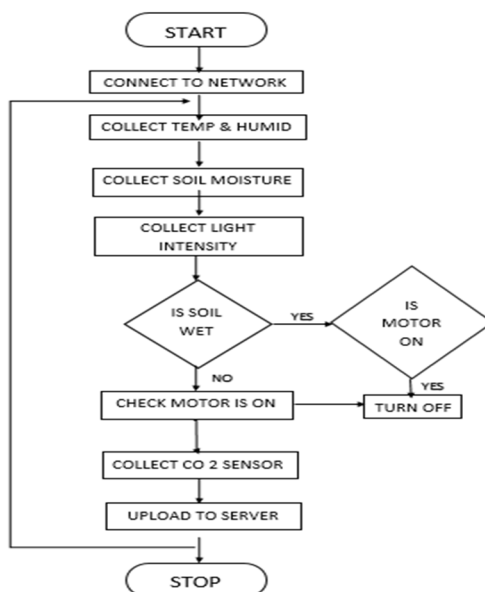 START
CONNECT TO NETWORK
COLLECT TEMP & HUMID
COLLECT SOIL MOISTURE
COLLECT LIGHT
INTENSITY
IS SOIL
WET
YES
IS
MOTOR
ON
NO
YES
CHECK MOTOR IS ON
TURN OFF
COLLECT CO 2 SENSOR
UPLOAD TO SERVER
STOP